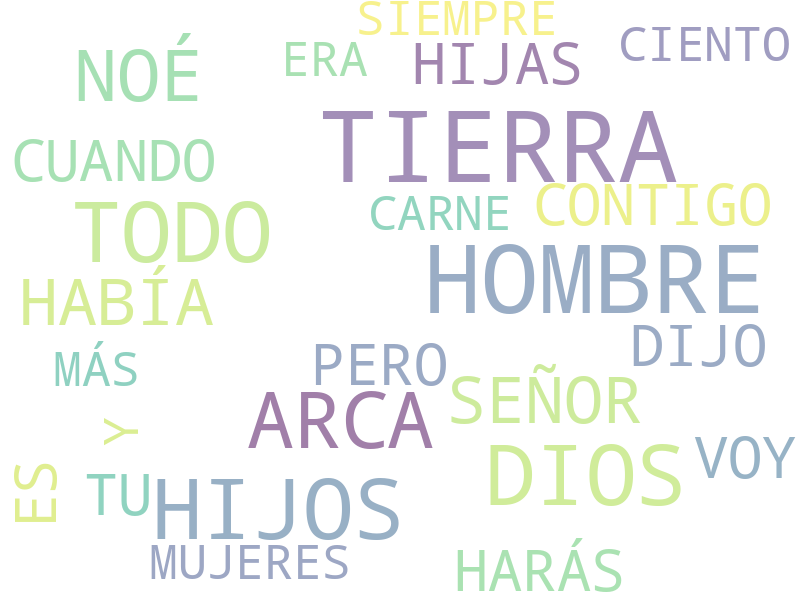 SIEMPRE
CIENTO
NOÉ
ERA
HIJAS
TIERRA
CUANDO
CARNE
CONTIGO
TODO
HOMBRE
HABÍA
DIJO
MÁS
PERO
ARCA
SEÑOR
Y
DIOS
VOY
ES
TU
HIJOS
MUJERES
HARÁS